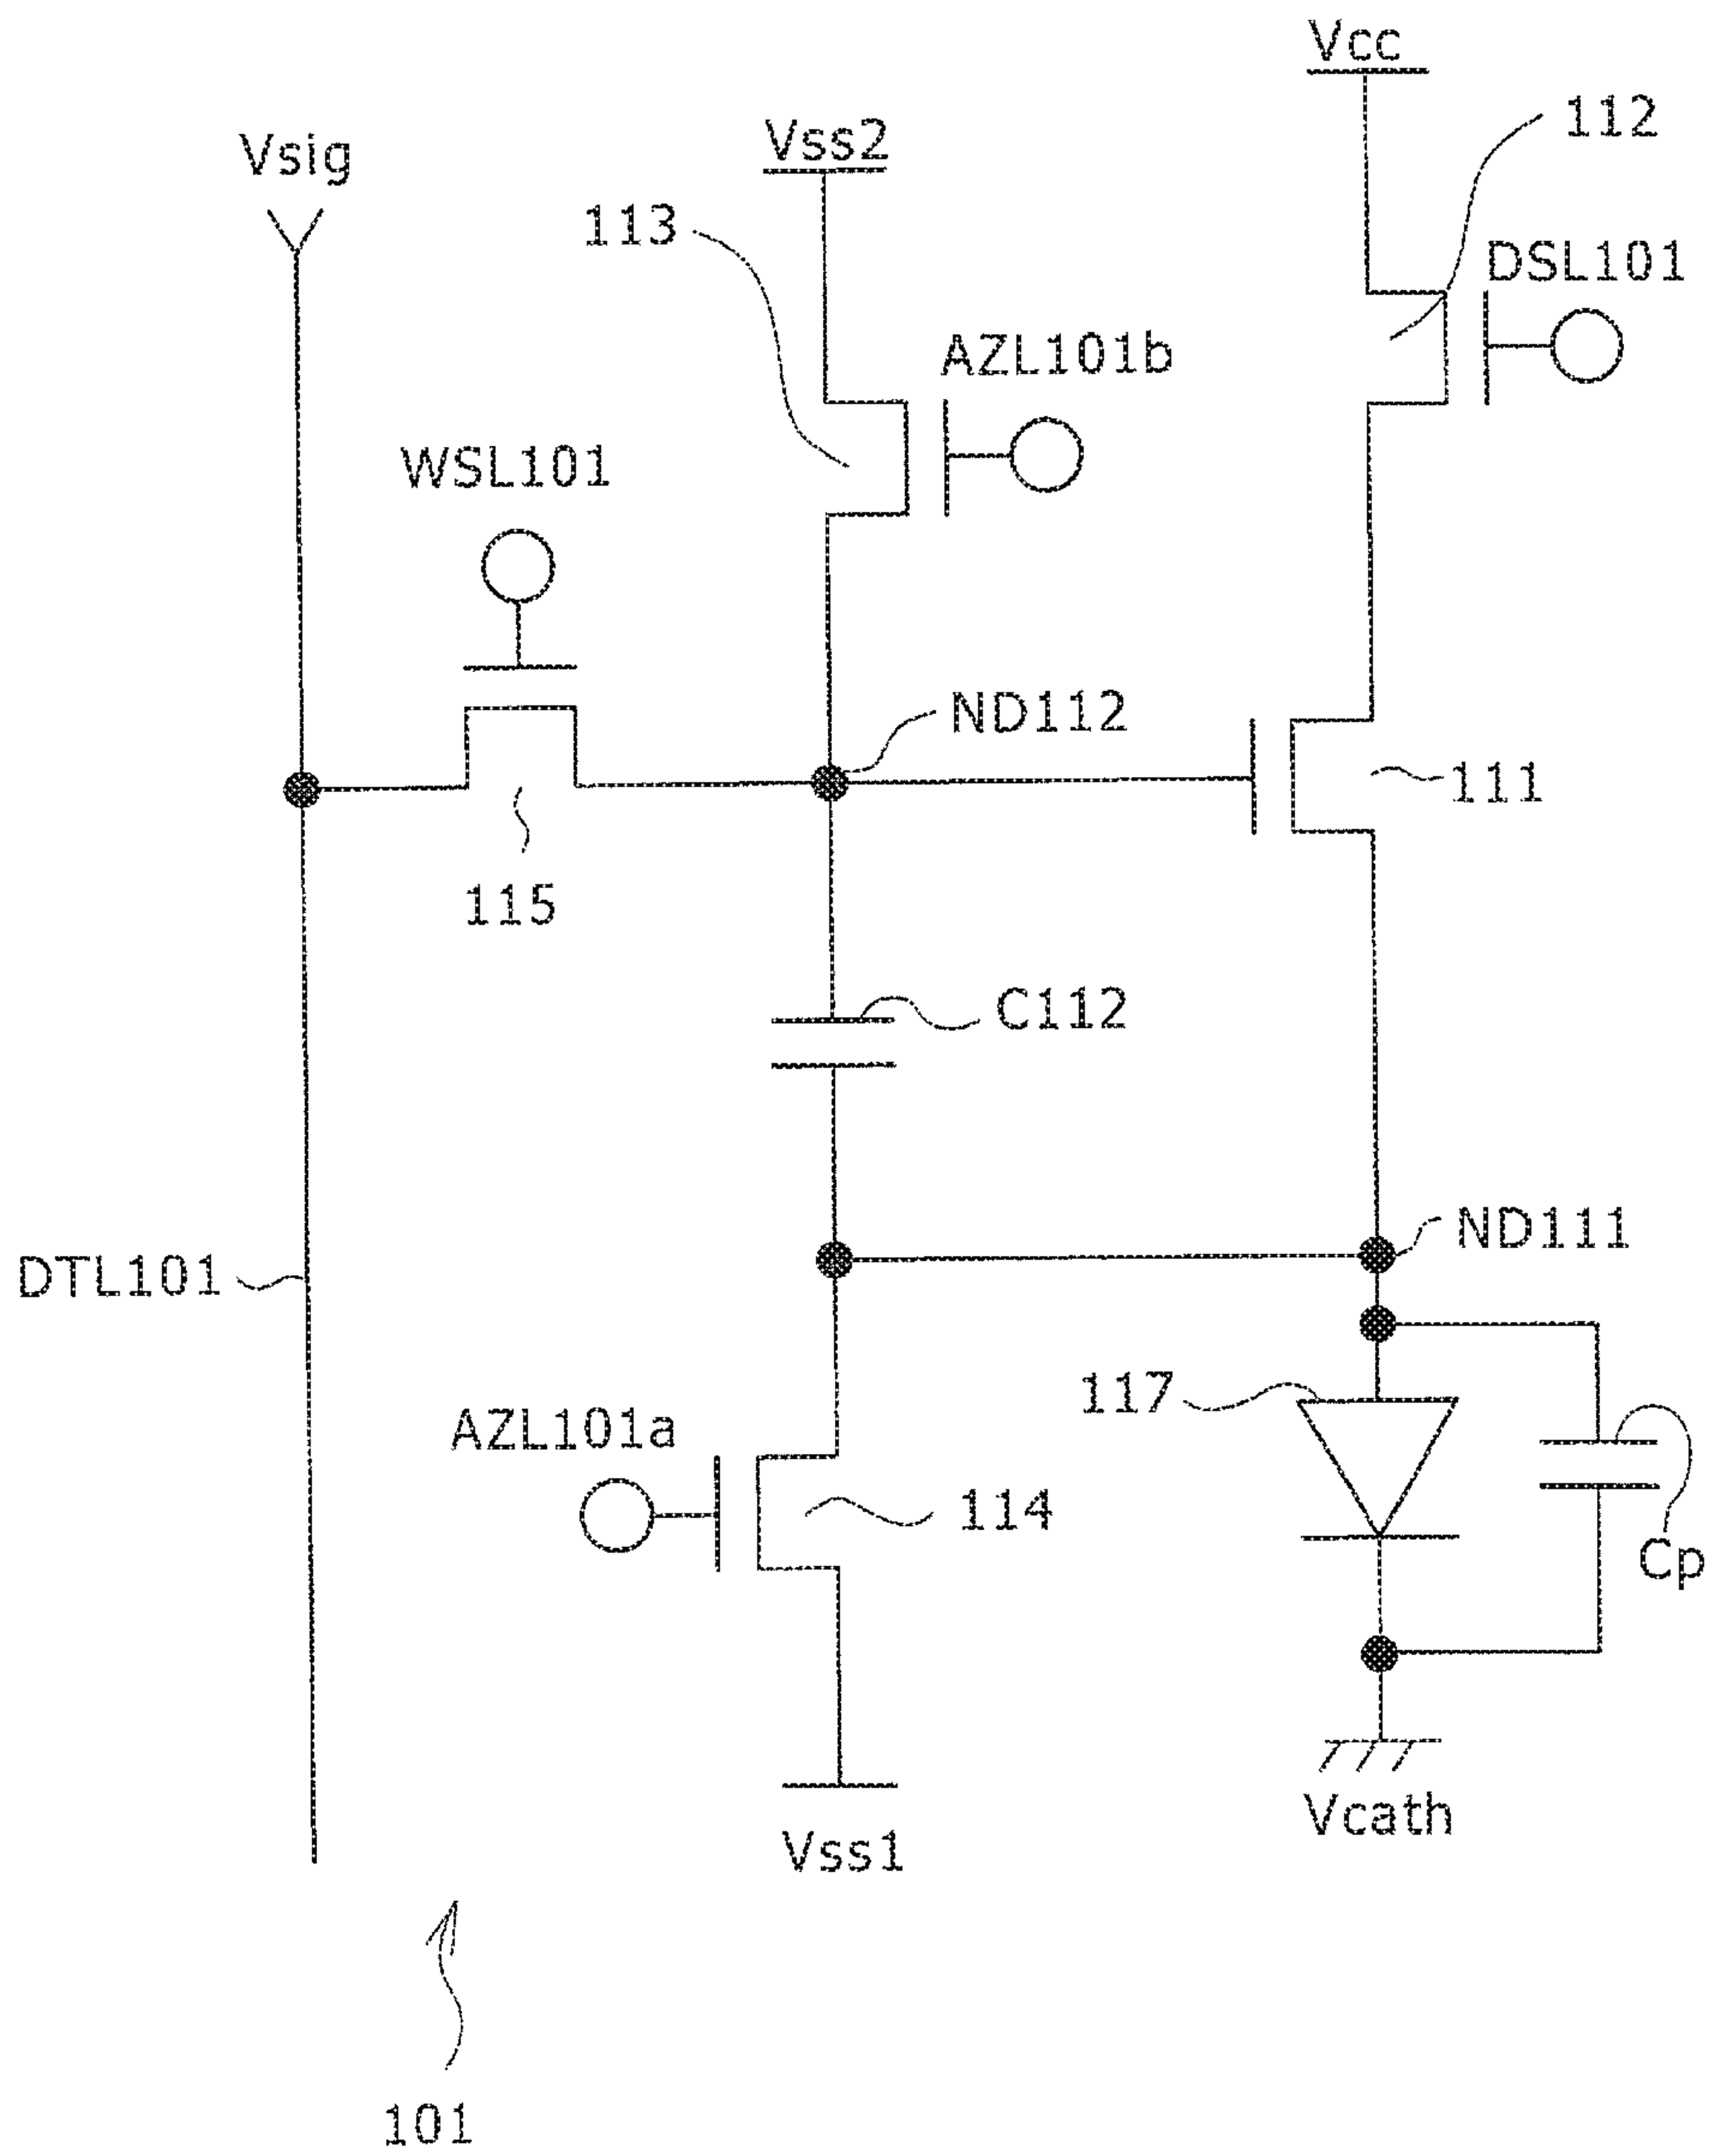 Vcc
112
Vss2
Vsig
113
DSL101
AZL101b
WSL101
ND112
111
115
C112
ND111
DTL101
117
AZL101a
114
Cp
Vcath
Vss1
101